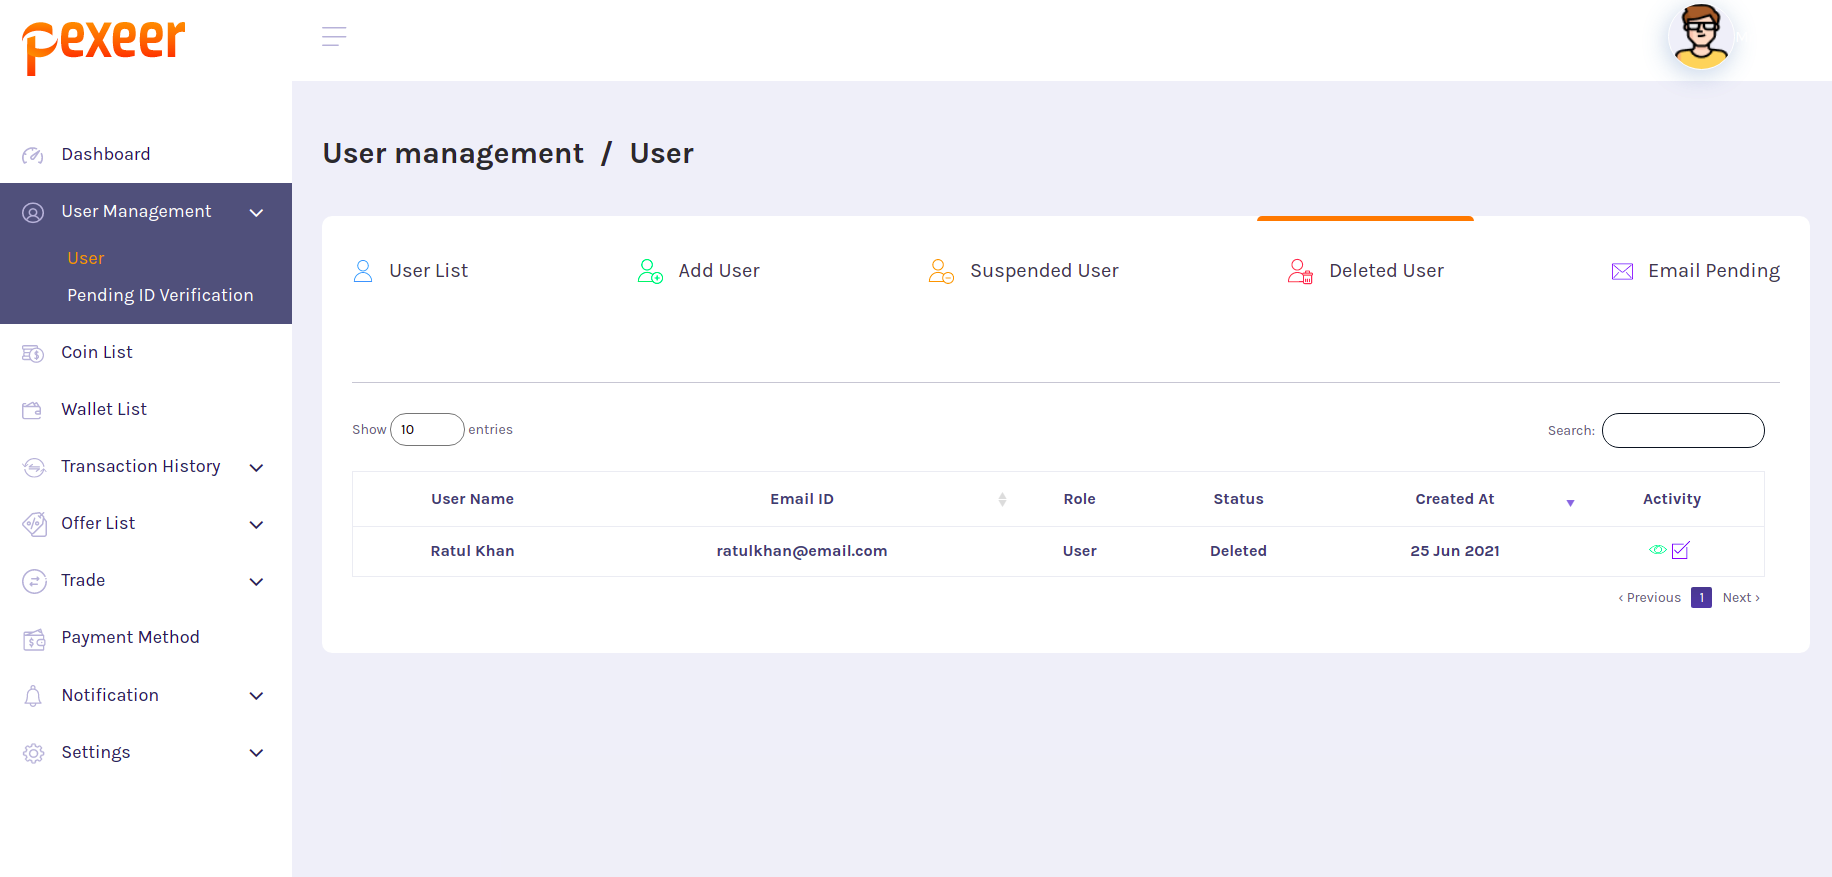 pexeer
Dashboard
User Management
User
Pending ID Verification
Coin List
Wallet List
Transaction History
Offer List
Trade
Payment Method
Notification
Settings
User management / User
User List
Add User
Suspended User
Deleted User
Email Pending
Show 10 entries
Search:
User Name Email ID Role Status Created At Activity
Ratul Khan ratulkhan@email.com User Deleted 25 Jun 2021
‹ Previous 1 Next ›